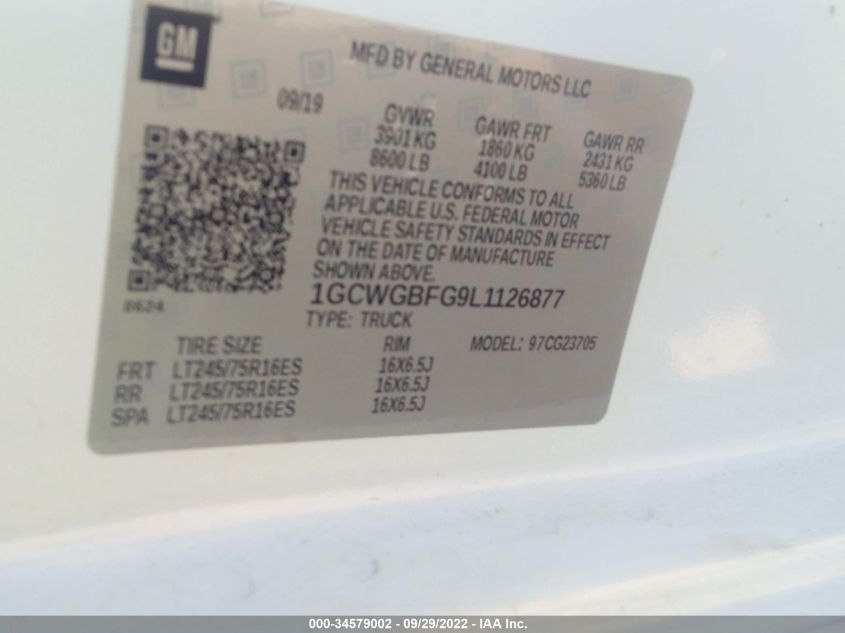 GM
MFD BY GENERAL MOTORS LLC
09/19
GVWR GAWR FRT GAWR RR
3901 KG 1860 KG 2431 KG
8600 LB 4100 LB 5360 LB
THIS VEHICLE CONFORMS TO ALL
APPLICABLE U.S. FEDERAL MOTOR
VEHICLE SAFETY STANDARDS IN EFFECT
ON THE DATE OF MANUFACTURE
SHOWN ABOVE.
8624
1GCWGBFG9L1126877
TYPE: TRUCK
TIRE SIZE RIM MODEL: 97CG23705
FRT LT245/75R16ES 16X6.5J
RR LT245/75R16ES 16X6.5J
SPA LT245/75R16ES 16X6.5J
000-34579002 - 09/29/2022 - IAA Inc.